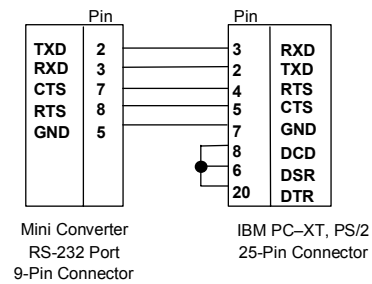 Pin Pin
TXD 2 3 RXD
RXD 3 2 TXD
CTS 7 4 RTS
RTS 8 5 CTS
GND 5 7 GND
8 DCD
6 DSR
20 DTR
Mini Converter IBM PC–XT, PS/2
RS-232 Port 25-Pin Connector
9-Pin Connector